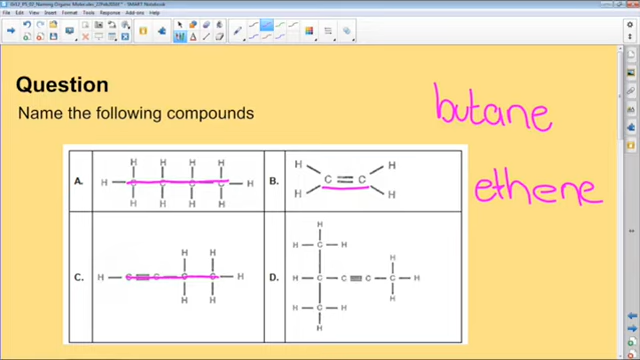 File Edit View Insert Format Tools Response Add-ons Help
Question
Name the following compounds
butane
ethene
A.
H H H H
H C C C C H
H H H H
B.
H H
C = C
H H
C.
H H
H — C ≡ C — C — C — H
H H
D.
H
H — C — H
H
H — C — C ≡ C — C — H
H
H — C — H
H